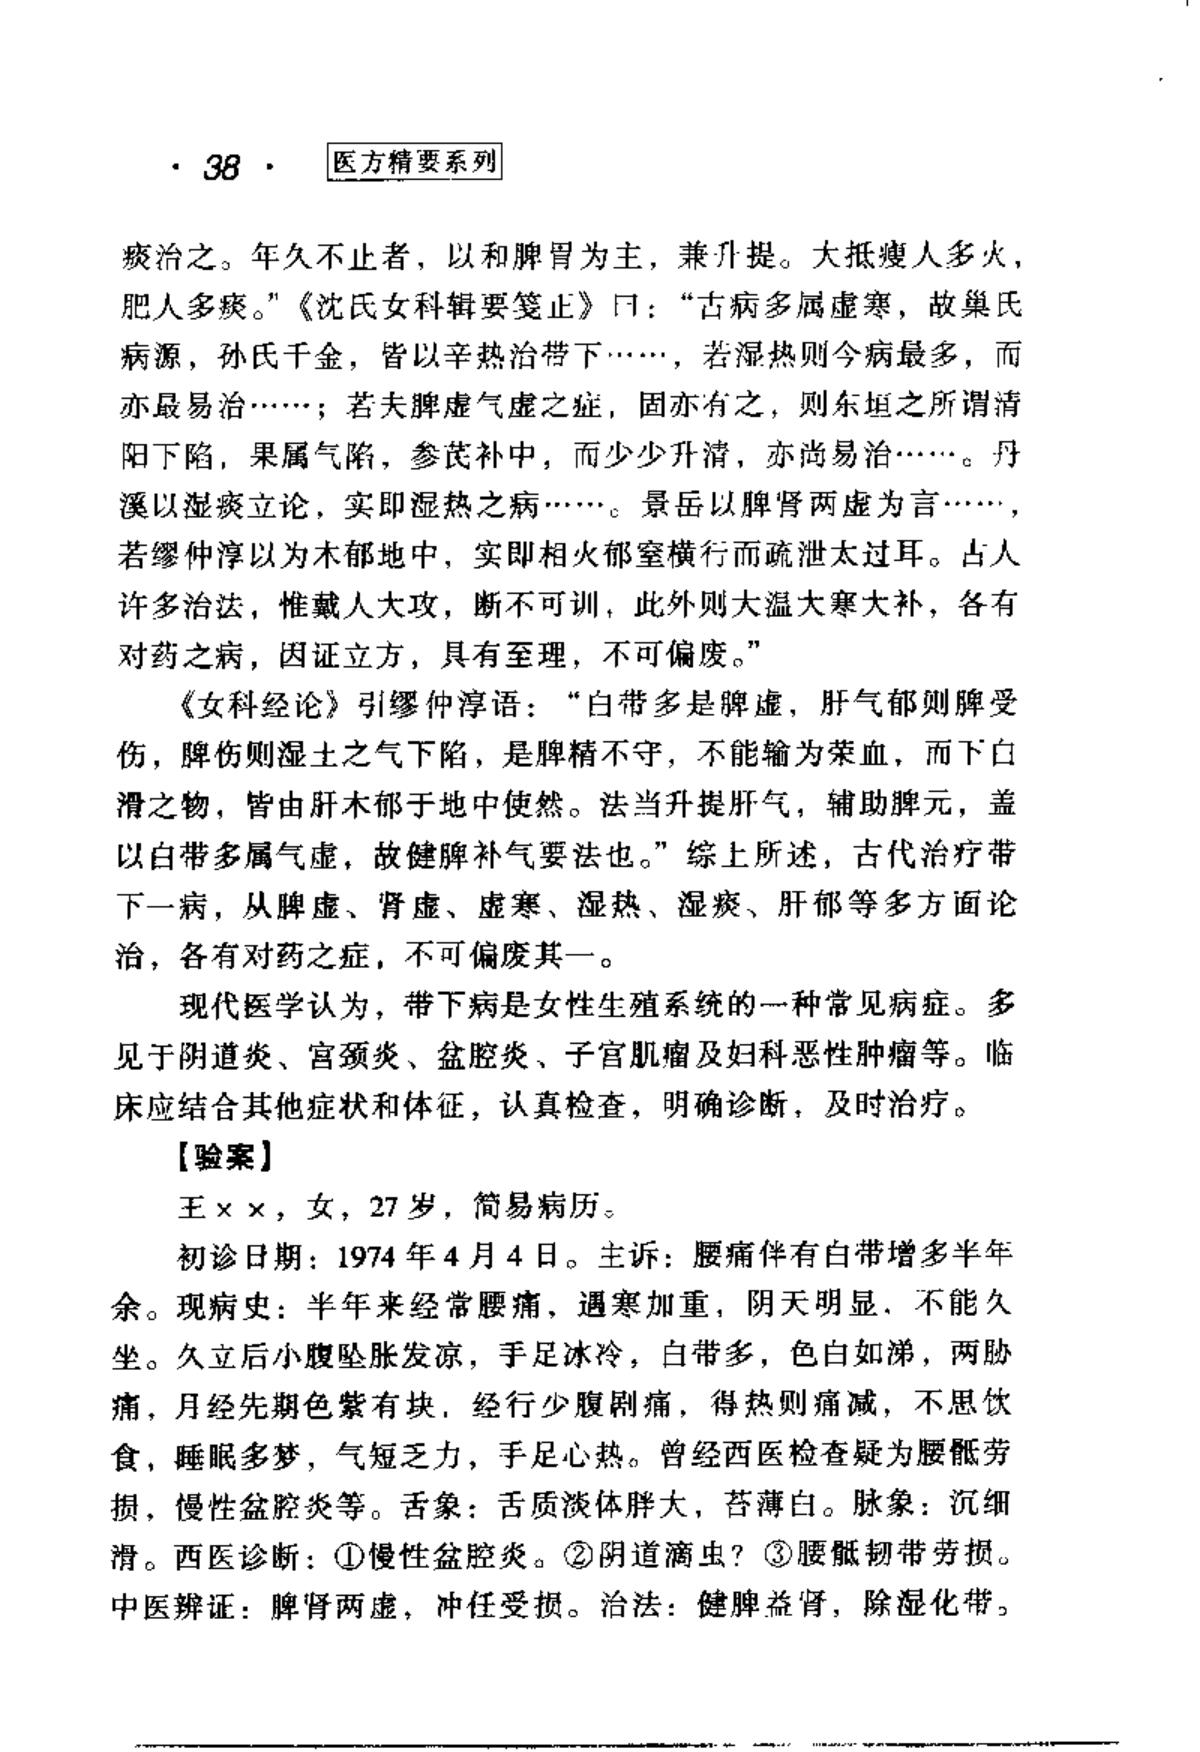 · 38 · 医方精要系列
痰治之。年久不止者，以和脾胃为主，兼升提。大抵瘦人多火，
肥人多痰。”《沈氏女科辑要笺正》曰：“古病多属虚寒，故巢氏
病源，孙氏千金，皆以辛热治带下……，若湿热则今病最多，而
亦最易治……；若夫脾虚气虚之症，固亦有之，则东垣之所谓清
阳下陷，果属气陷，参芪补中，而少少升清，亦尚易治……。丹
溪以湿痰立论，实即湿热之病……。景岳以脾肾两虚为言……，
若缪仲淳以为木郁地中，实即相火郁窒横行而疏泄太过耳。古人
许多治法，惟戴人大攻，断不可训，此外则大温大寒大补，各有
对药之病，因证立方，具有至理，不可偏废。”
《女科经论》引缪仲淳语：“白带多是脾虚，肝气郁则脾受
伤，脾伤则湿土之气下陷，是脾精不守，不能输为荣血，而下白
滑之物，皆由肝木郁于地中使然。法当升提肝气，辅助脾元，盖
以白带多属气虚，故健脾补气要法也。”综上所述，古代治疗带
下一病，从脾虚、肾虚、虚寒、湿热、湿痰、肝郁等多方面论
治，各有对药之症，不可偏废其一。
现代医学认为，带下病是女性生殖系统的一种常见病症。多
见于阴道炎、宫颈炎、盆腔炎、子宫肌瘤及妇科恶性肿瘤等。临
床应结合其他症状和体征，认真检查，明确诊断，及时治疗。
【验案】
王××，女，27岁，简易病历。
初诊日期：1974年4月4日。主诉：腰痛伴有白带增多半年
余。现病史：半年来经常腰痛，遇寒加重，阴天明显，不能久
坐。久立后小腹坠胀发凉，手足冰冷，白带多，色白如涕，两胁
痛，月经先期色紫有块，经行少腹剧痛，得热则痛减，不思饮
食，睡眠多梦，气短乏力，手足心热。曾经西医检查疑为腰骶劳
损，慢性盆腔炎等。舌象：舌质淡体胖大，苔薄白。脉象：沉细
滑。西医诊断：①慢性盆腔炎。②阴道滴虫？③腰骶韧带劳损。
中医辨证：脾肾两虚，冲任受损。治法：健脾益肾，除湿化带。